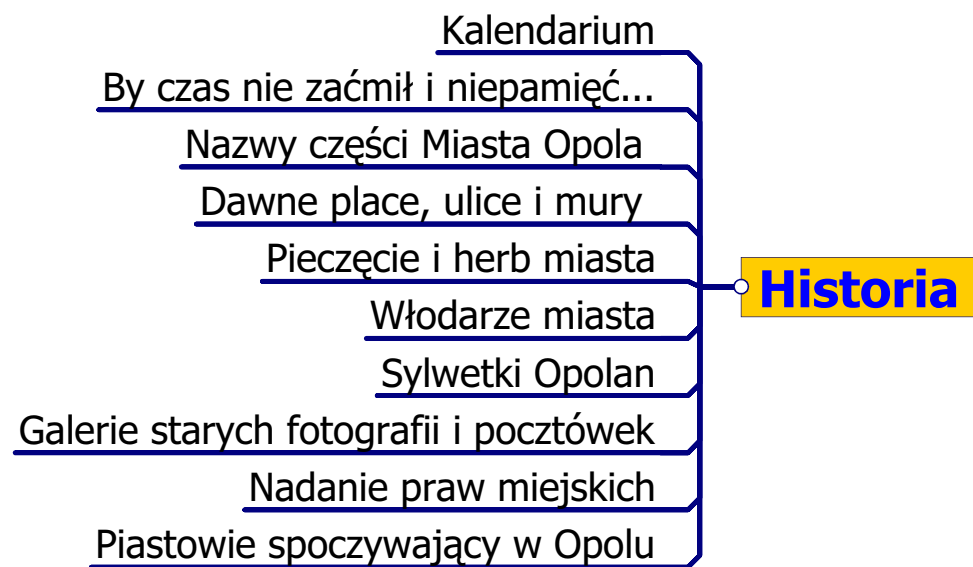 Kalendarium
By czas nie zaćmił i niepamięć...
Nazwy części Miasta Opola
Dawne place, ulice i mury
Pieczęcie i herb miasta
Historia
Włodarze miasta
Sylwetki Opolan
Galerie starych fotografii i pocztówek
Nadanie praw miejskich
Piastowie spoczywający w Opolu